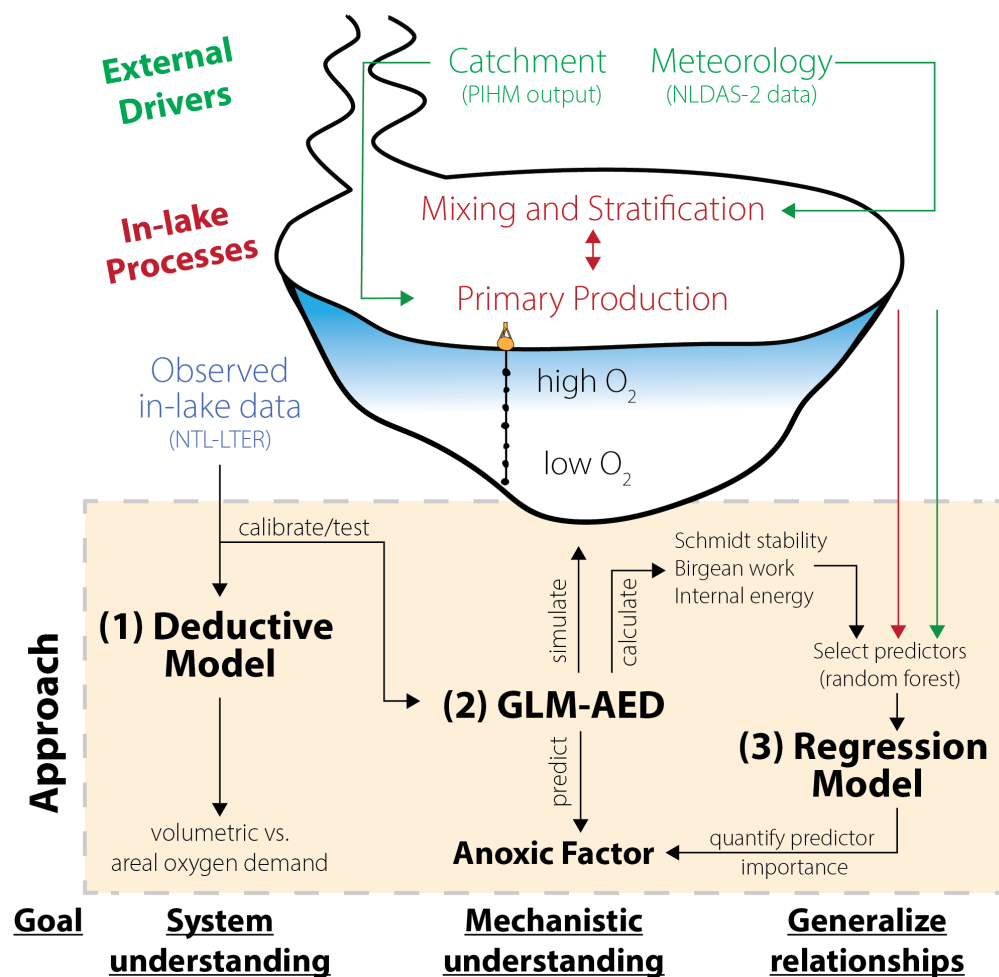 External
Drivers
Catchment
(PIHM output)
Meteorology
(NLDAS-2 data)
In-lake
Processes
Mixing and Stratification
Primary Production
Observed
in-lake data
(NTL-LTER)
high O₂
low O₂
Approach
calibrate/test
(1) Deductive
Model
volumetric vs.
areal oxygen demand
simulate
calculate
Schmidt stability
Birgean work
Internal energy
(2) GLM-AED
predict
Anoxic Factor
Select predictors
(random forest)
(3) Regression
Model
quantify predictor
importance
Goal
System
understanding
Mechanistic
understanding
Generalize
relationships